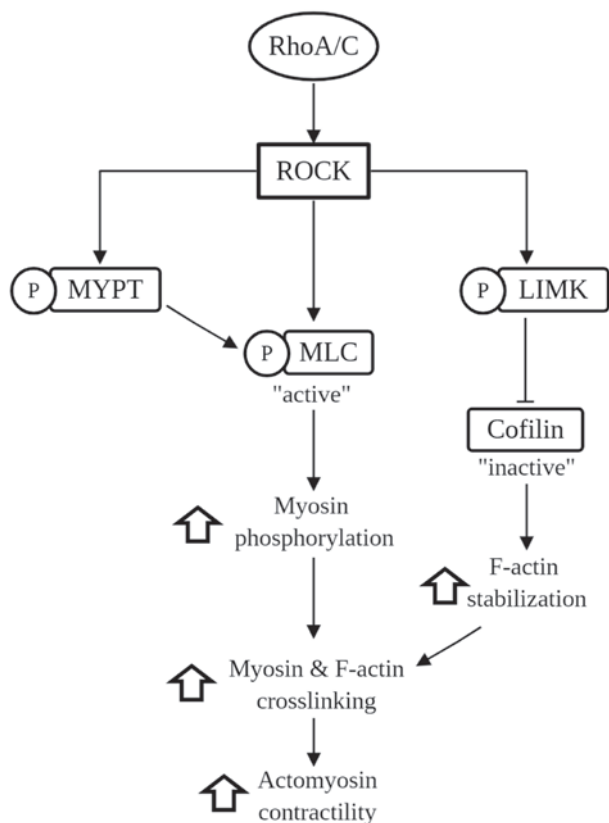 RhoA/C
ROCK
P MYPT
P LIMK
P MLC
"active"
Cofilin
"inactive"
Myosin
phosphorylation
F-actin
stabilization
Myosin & F-actin
crosslinking
Actomyosin
contractility